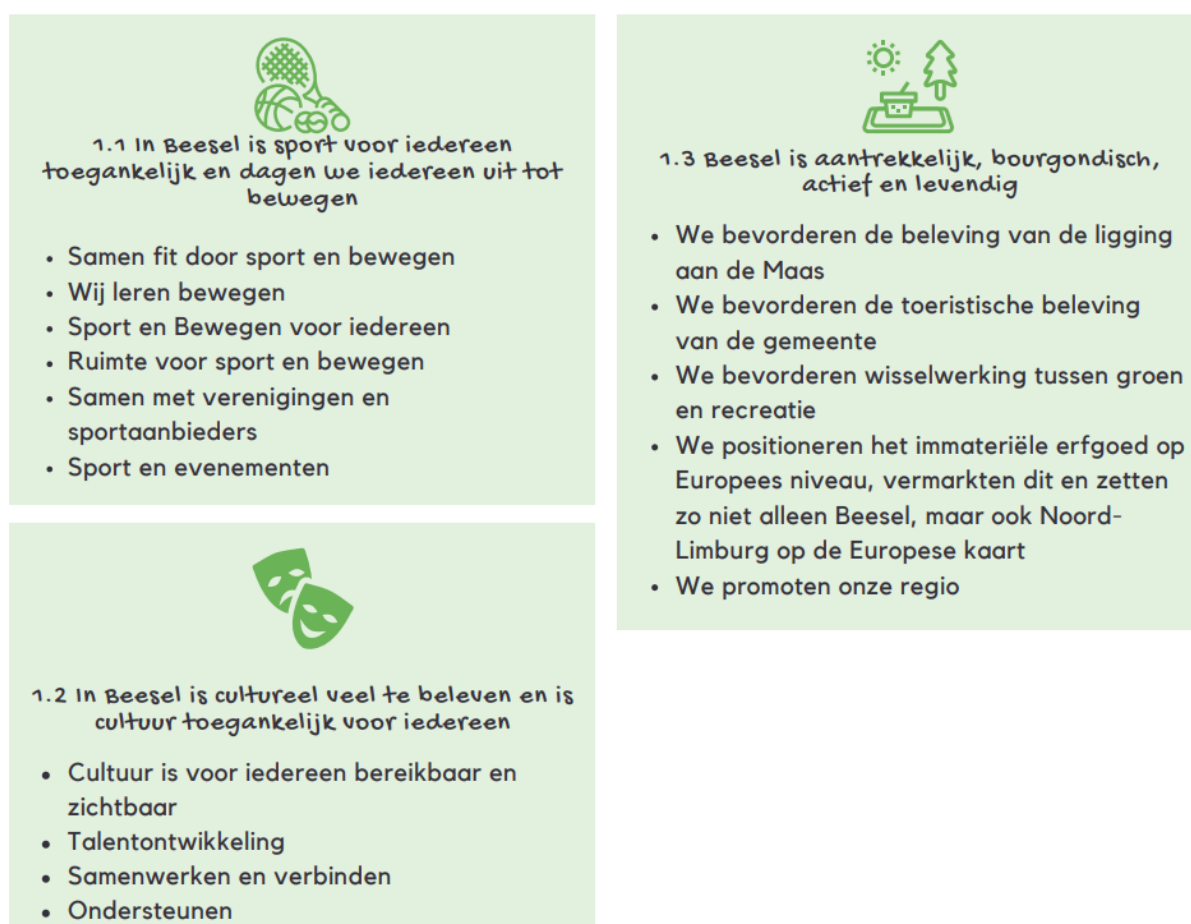 1.1 In Beesel is sport voor iedereen
toegankelijk en dagen we iedereen uit tot
bewegen
• Samen fit door sport en bewegen
• Wij leren bewegen
• Sport en Bewegen voor iedereen
• Ruimte voor sport en bewegen
• Samen met verenigingen en
sportaanbieders
• Sport en evenementen
1.2 In Beesel is cultureel veel te beleven en is
cultuur toegankelijk voor iedereen
• Cultuur is voor iedereen bereikbaar en
zichtbaar
• Talentontwikkeling
• Samenwerken en verbinden
• Ondersteunen
1.3 Beesel is aantrekkelijk, bourgondisch,
actief en levendig
• We bevorderen de beleving van de ligging
aan de Maas
• We bevorderen de toeristische beleving
van de gemeente
• We bevorderen wisselwerking tussen groen
en recreatie
• We positioneren het immateriële erfgoed op
Europees niveau, vermarkten dit en zetten
zo niet alleen Beesel, maar ook Noord-
Limburg op de Europese kaart
• We promoten onze regio